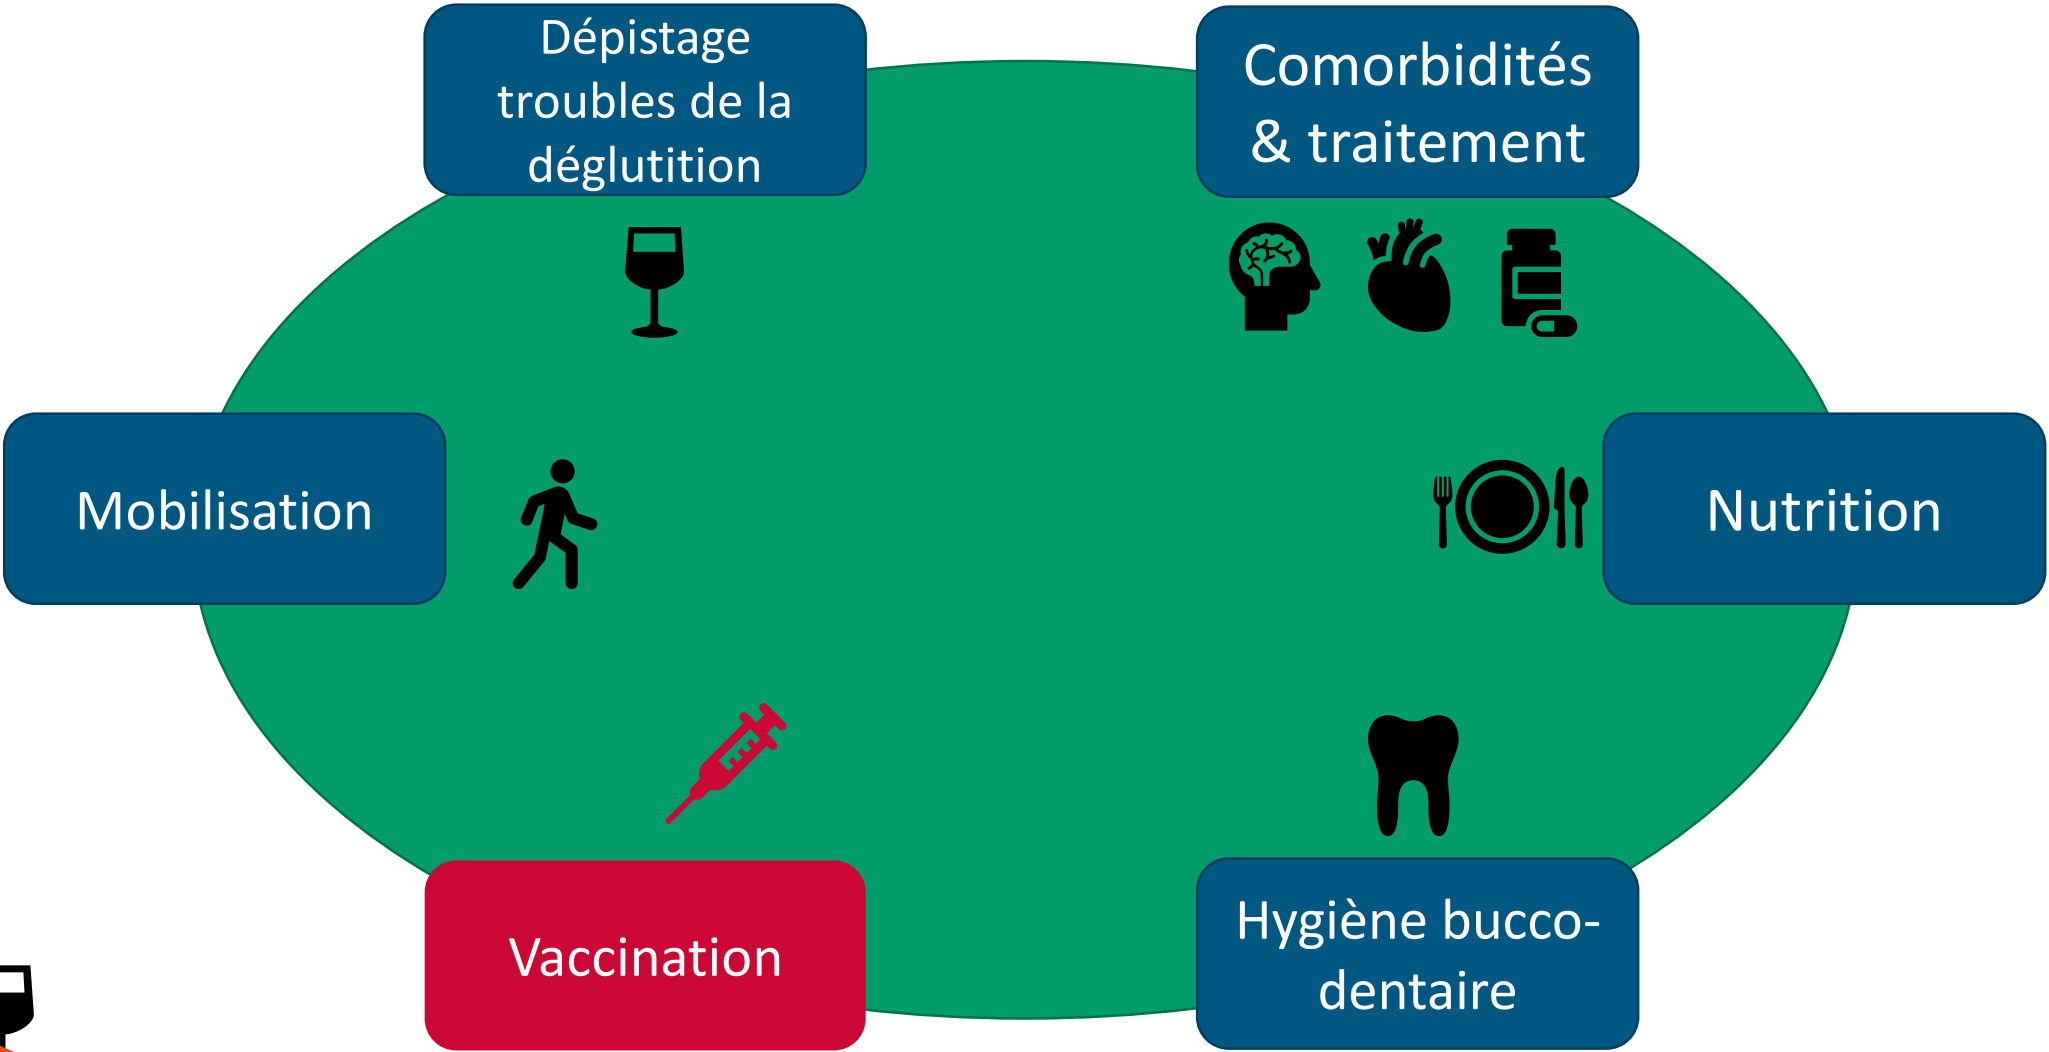 Dépistage
troubles de la
déglutition
Comorbidités
& traitement
Mobilisation
Nutrition
Vaccination
Hygiène bucco-
dentaire